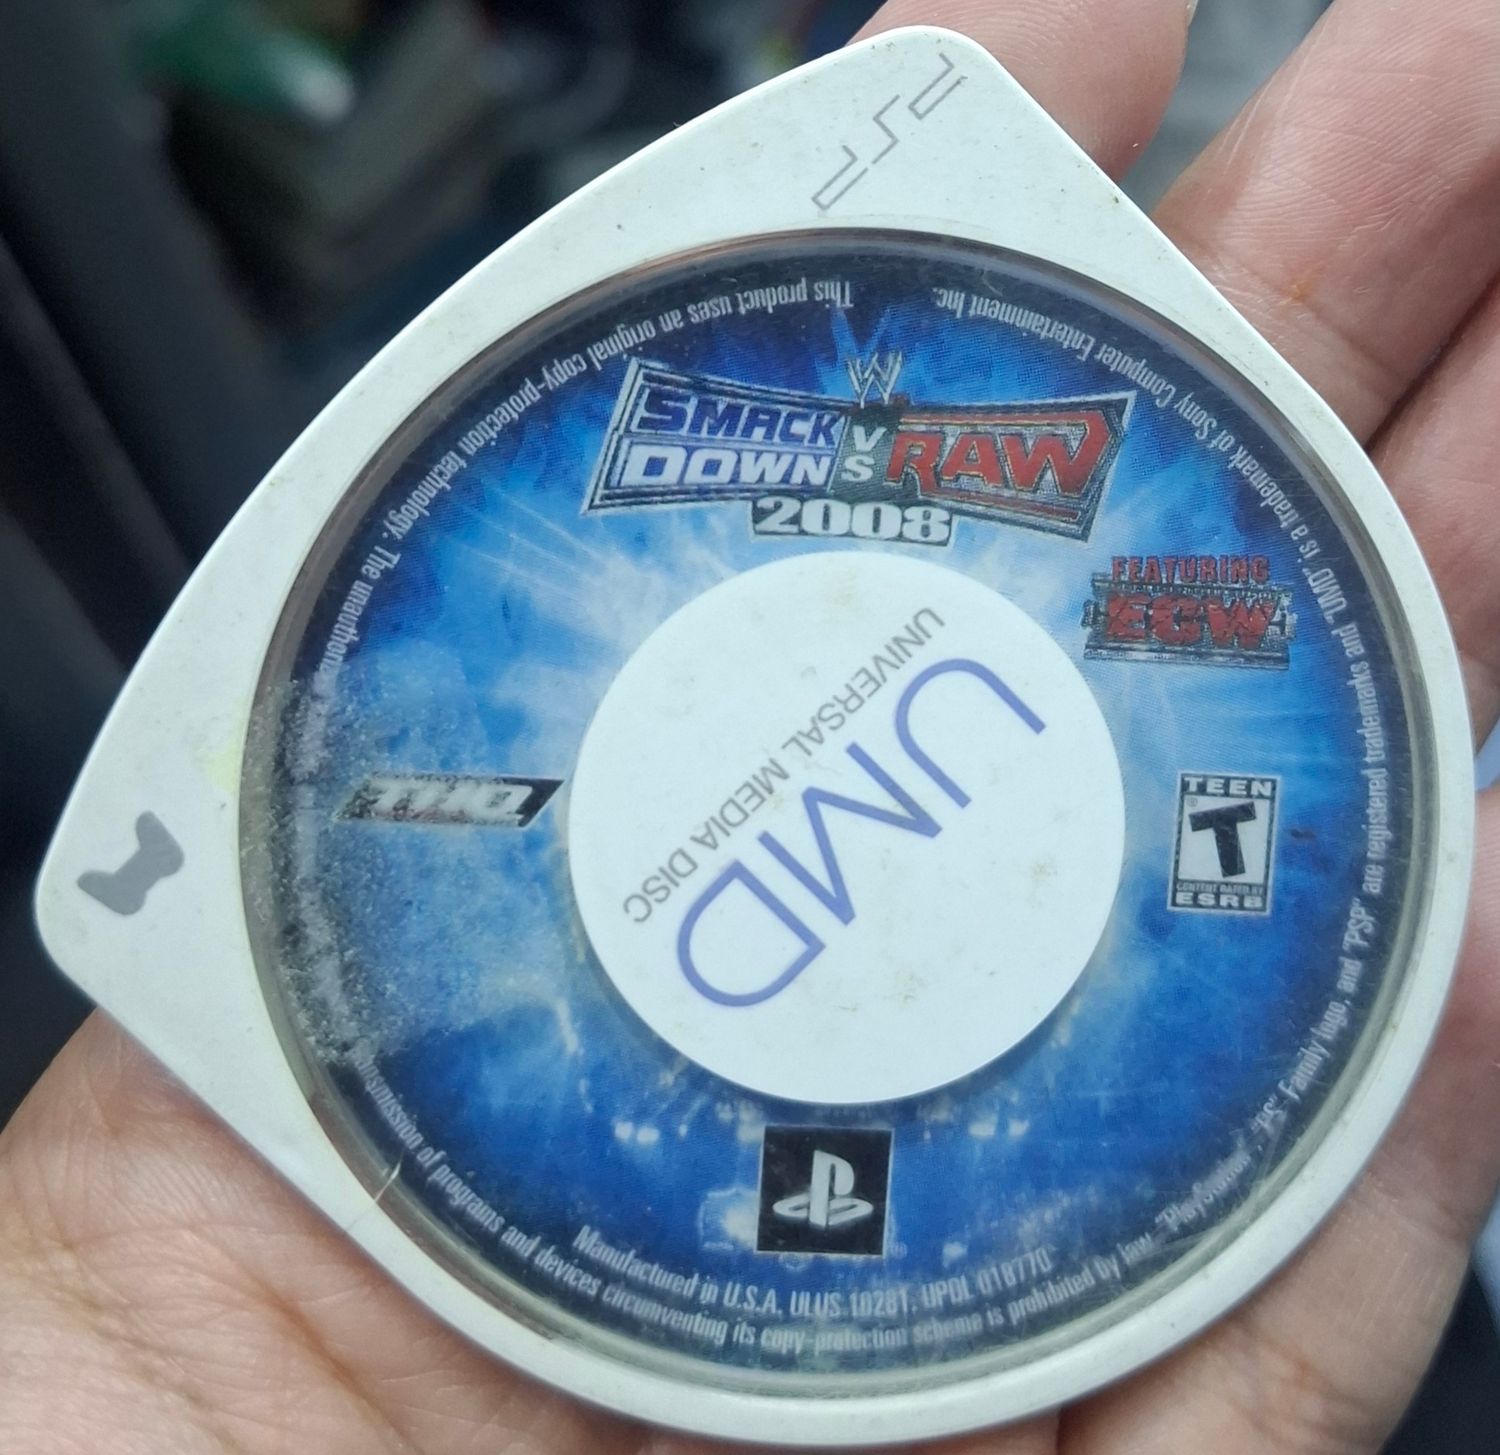 PSP
W
SMACK
DOWN
VS
RAW
2008
FEATURING
ECW
UMD
UNIVERSAL MEDIA DISC
THQ
TEEN
T
CONTENT RATED BY
ESRB
Manufactured in U.S.A. ULUS 10281. UPDL 018770
This product uses an original copy-protection technology. The
of programs and devices circumventing its copy-protection scheme is prohibited by law. "PlayStation", "PS" Family logo, and "PSP" are registered trademarks and "UMD" is a trademark of Sony Computer Entertainment Inc.